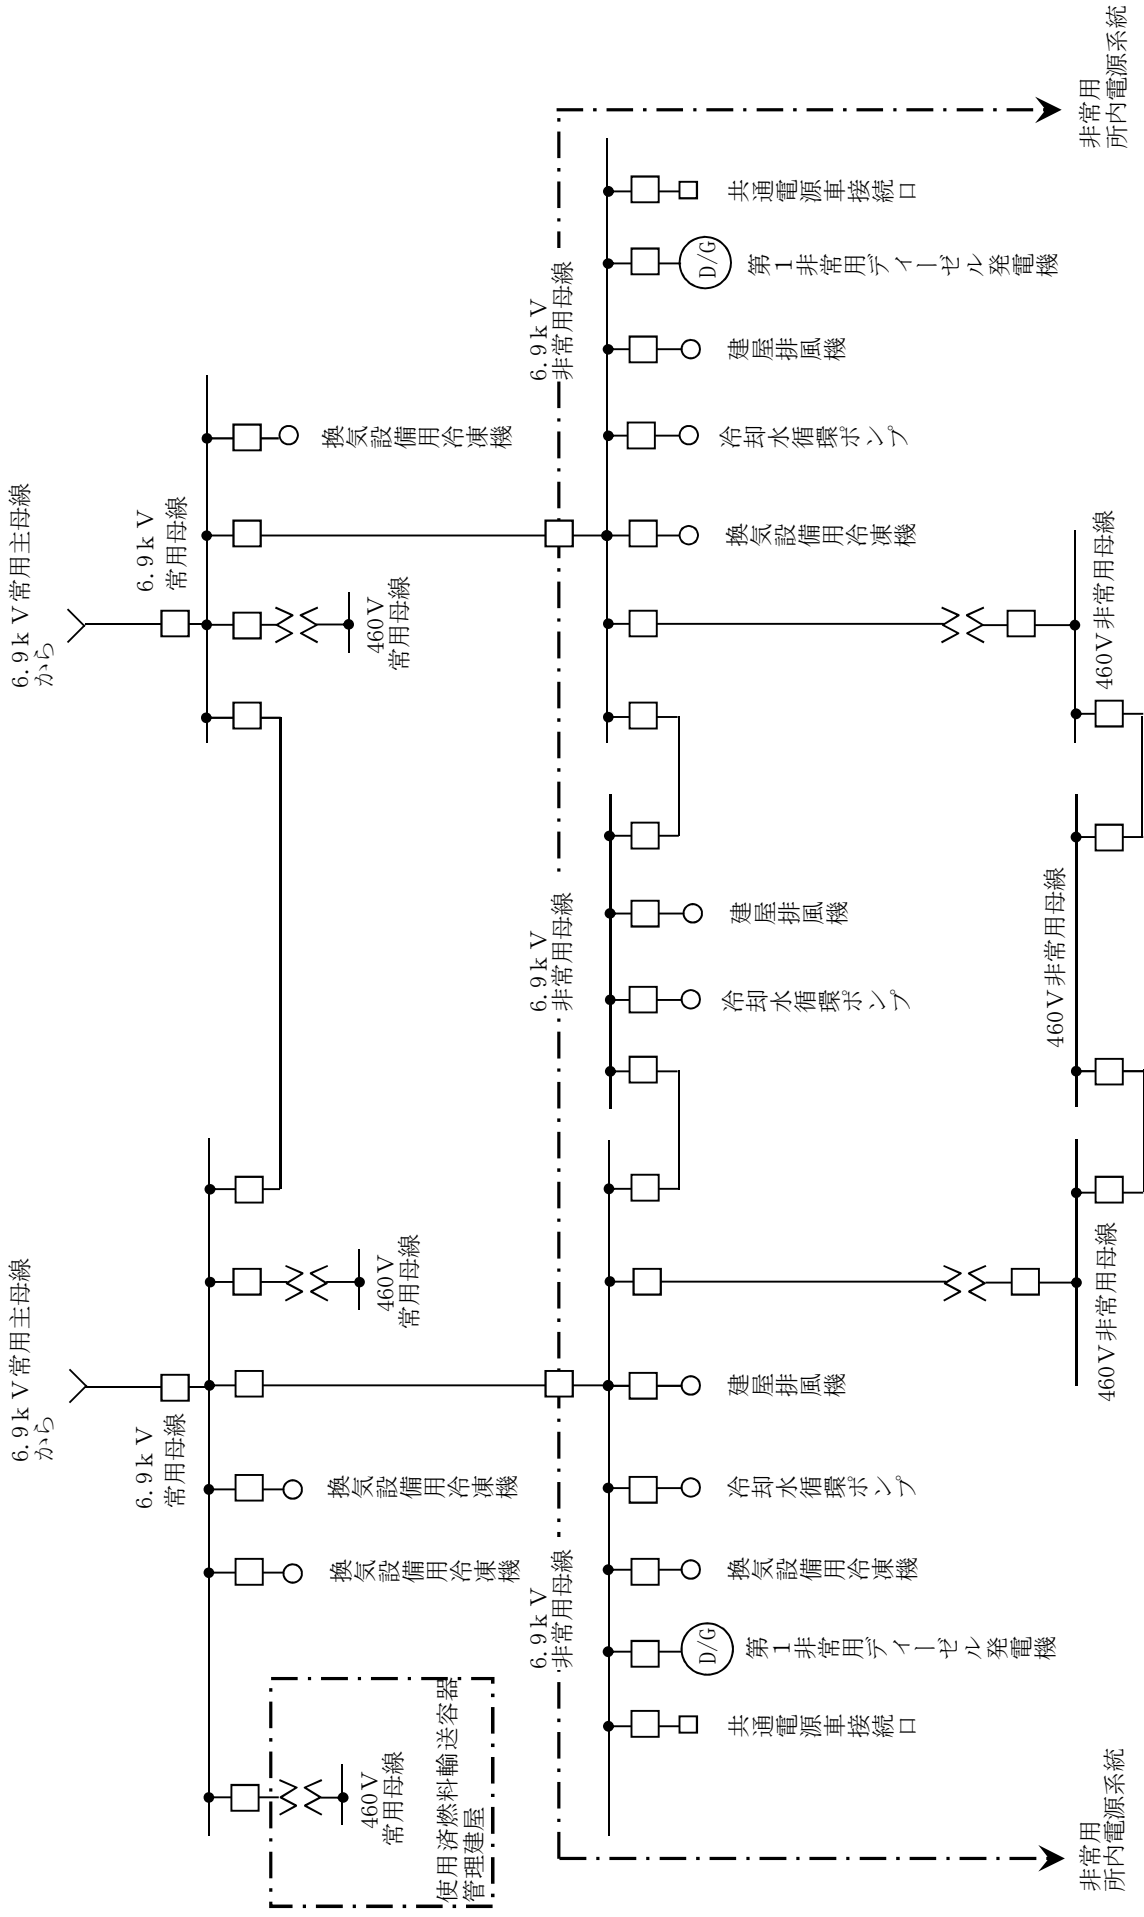 6.9kV常用主母線
から
6.9kV
常用母線
換気設備用冷凍機
換気設備用冷凍機
460V
常用母線
使用済燃料輸送容器
管理建屋
460V
常用母線
6.9kV常用主母線
から
6.9kV
常用母線
460V
常用母線
換気設備用冷凍機
6.9kV
非常用母線
共通電源車接続口
D/G
第1非常用ディーゼル発電機
換気設備用冷凍機
冷却水循環ポンプ
建屋排風機
6.9kV
非常用母線
冷却水循環ポンプ
建屋排風機
6.9kV
非常用母線
換気設備用冷凍機
冷却水循環ポンプ
建屋排風機
D/G
第1非常用ディーゼル発電機
共通電源車接続口
460V非常用母線
460V非常用母線
460V非常用母線
非常用
所内電源系統
非常用
所内電源系統